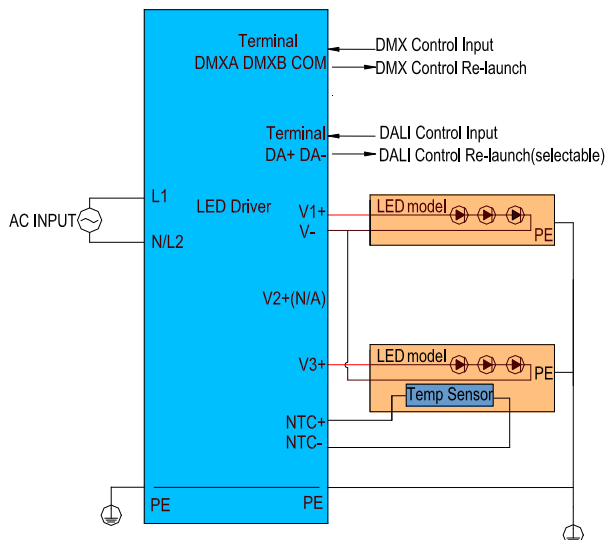 Terminal
DMXA DMXB COM
DMX Control Input
DMX Control Re-launch
Terminal
DA+ DA-
DALI Control Input
DALI Control Re-launch(selectable)
L1
AC INPUT
N/L2
LED Driver
V1+
V-
LED model
PE
V2+(N/A)
V3+
LED model
PE
Temp Sensor
NTC+
NTC-
PE
PE